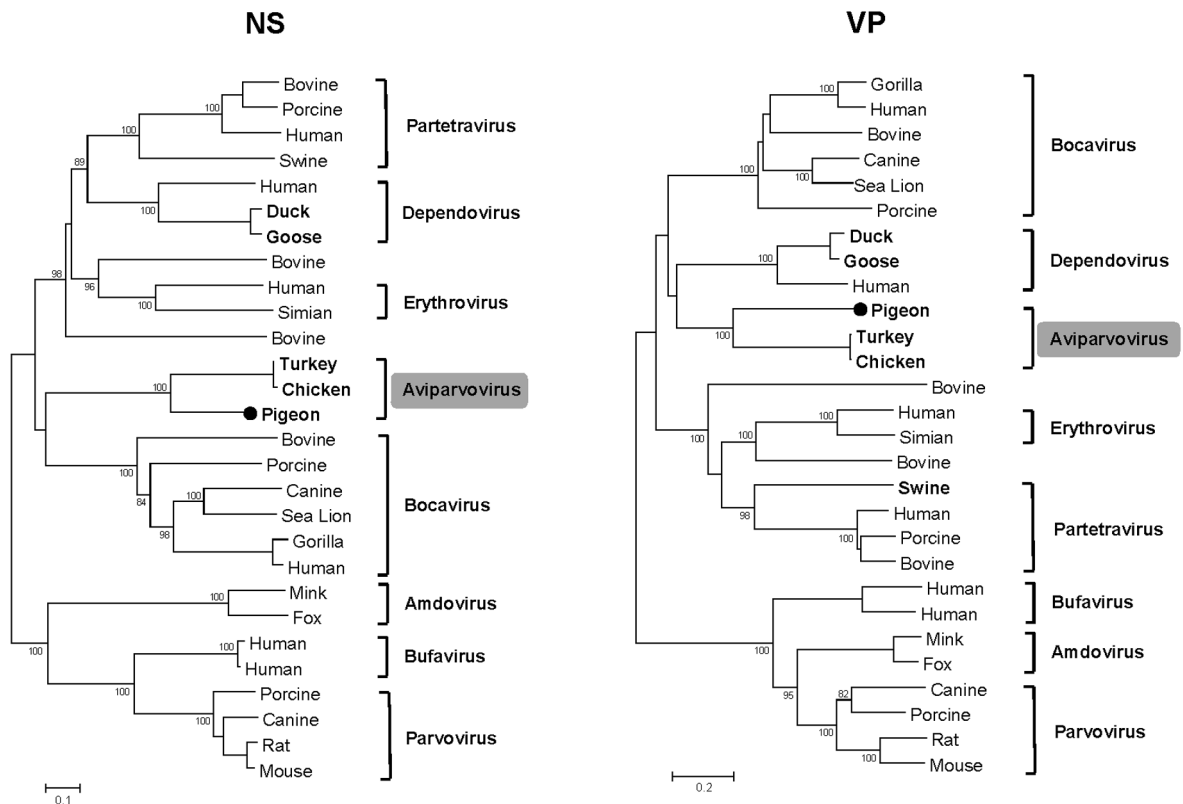 NS
Bovine
Porcine
Human
Swine
100
100
Partetravirus
89
Human
Duck
Goose
100
Dependovirus
98
Bovine
Human
Simian
96
100
Erythrovirus
Bovine
Turkey
Chicken
Pigeon
100
Aviparvovirus
Bovine
Porcine
Canine
Sea Lion
Gorilla
Human
100
84
100
98
Bocavirus
Mink
Fox
100
Amdovirus
100
Human
Human
100
Bufavirus
100
Porcine
Canine
Rat
Mouse
100
Parvovirus
0.1
VP
Gorilla
Human
Bovine
Canine
Sea Lion
Porcine
100
100
100
Bocavirus
Duck
Goose
Human
100
Dependovirus
Pigeon
Turkey
Chicken
100
Aviparvovirus
Bovine
100
Human
Simian
Bovine
100
100
Erythrovirus
Swine
Human
Porcine
Bovine
98
100
Partetravirus
Human
Human
100
Bufavirus
Mink
Fox
95
Amdovirus
Canine
Porcine
Rat
Mouse
82
100
100
Parvovirus
0.2